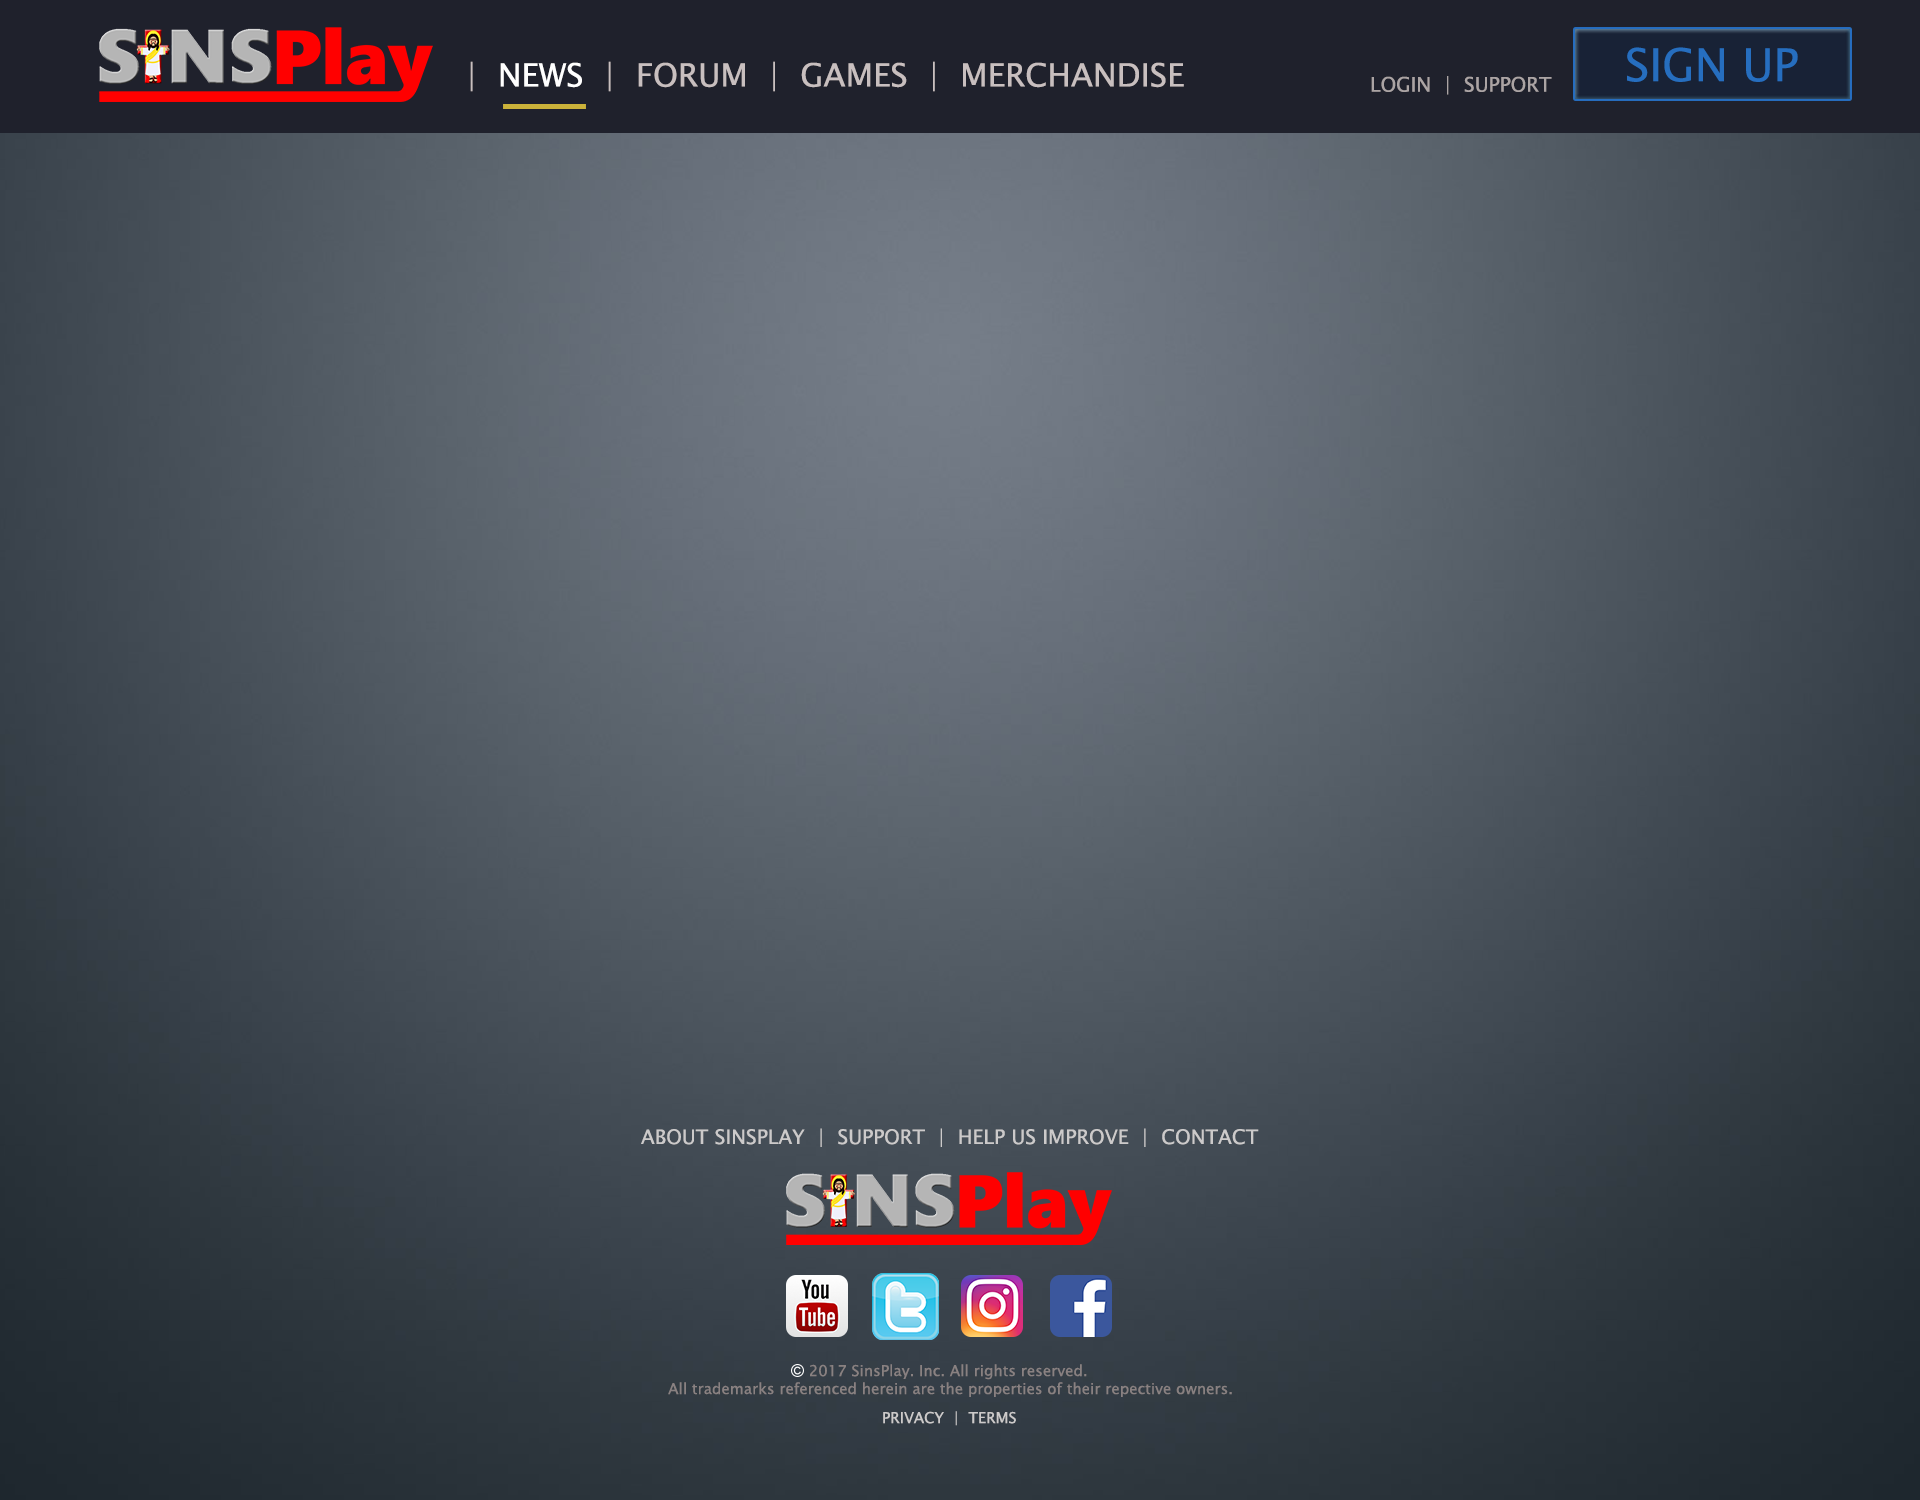 SiNSPlay | NEWS | FORUM | GAMES | MERCHANDISE
LOGIN | SUPPORT
SIGN UP
ABOUT SINSPLAY | SUPPORT | HELP US IMPROVE | CONTACT
SiNSPlay
You
Tube
© 2017 SinsPlay, Inc. All rights reserved.
All trademarks referenced herein are the properties of their repective owners.
PRIVACY | TERMS